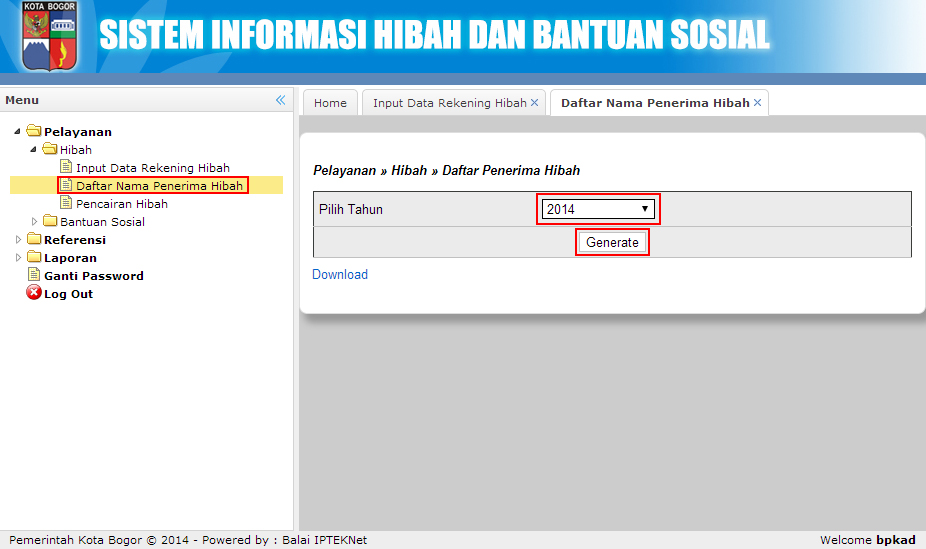 KOTA BOGOR
SISTEM INFORMASI HIBAH DAN BANTUAN SOSIAL
Menu
Home
Input Data Rekening Hibah
Daftar Nama Penerima Hibah
Pelayanan
Hibah
Input Data Rekening Hibah
Daftar Nama Penerima Hibah
Pencairan Hibah
Bantuan Sosial
Referensi
Laporan
Ganti Password
Log Out
Pelayanan » Hibah » Daftar Penerima Hibah
Pilih Tahun 2014
Generate
Download
Pemerintah Kota Bogor © 2014 - Powered by : Balai IPTEKNet
Welcome bpkad